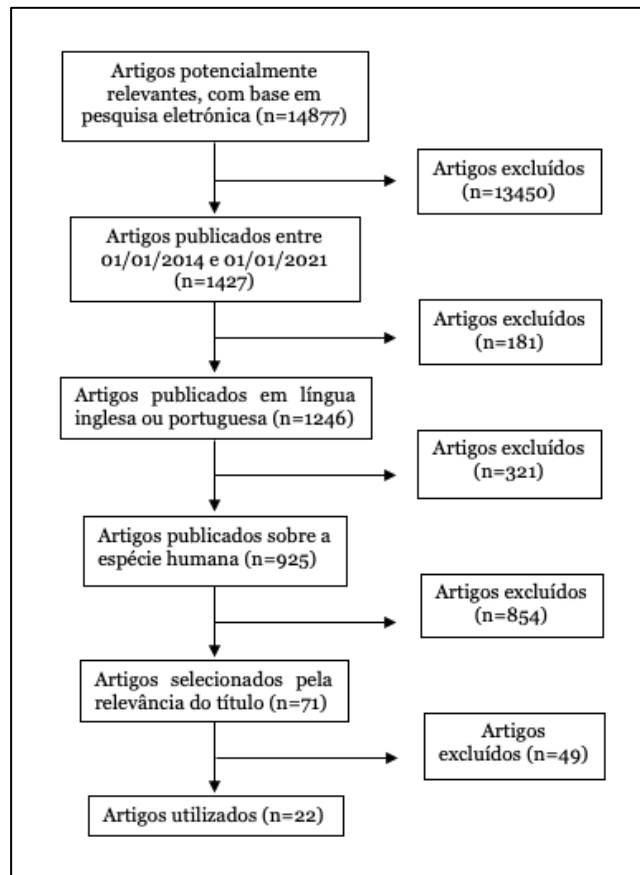 Artigos potencialmente
relevantes, com base em
pesquisa eletrónica (n=14877)
Artigos excluídos
(n=13450)
Artigos publicados entre
01/01/2014 e 01/01/2021
(n=1427)
Artigos excluídos
(n=181)
Artigos publicados em língua
inglesa ou portuguesa (n=1246)
Artigos excluídos
(n=321)
Artigos publicados sobre a
espécie humana (n=925)
Artigos excluídos
(n=854)
Artigos selecionados pela
relevância do título (n=71)
Artigos
excluídos (n=49)
Artigos utilizados (n=22)